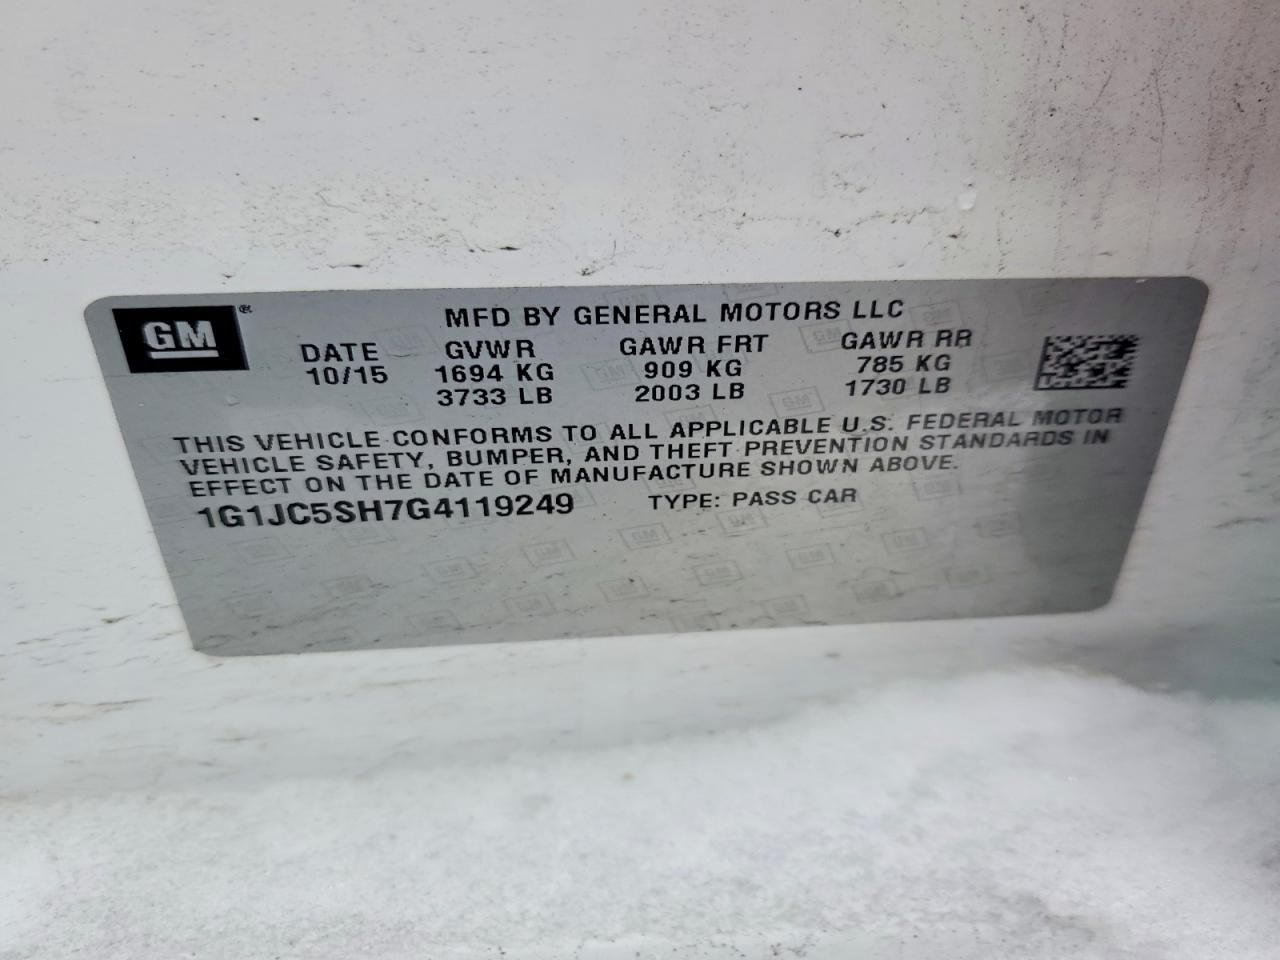 GM®
MFD BY GENERAL MOTORS LLC
DATE GVWR GAWR FRT GAWR RR
10/15 1694 KG 909 KG 785 KG
3733 LB 2003 LB 1730 LB
THIS VEHICLE CONFORMS TO ALL APPLICABLE U.S. FEDERAL MOTOR
VEHICLE SAFETY, BUMPER, AND THEFT PREVENTION STANDARDS IN
EFFECT ON THE DATE OF MANUFACTURE SHOWN ABOVE.
1G1JC5SH7G4119249 TYPE: PASS CAR